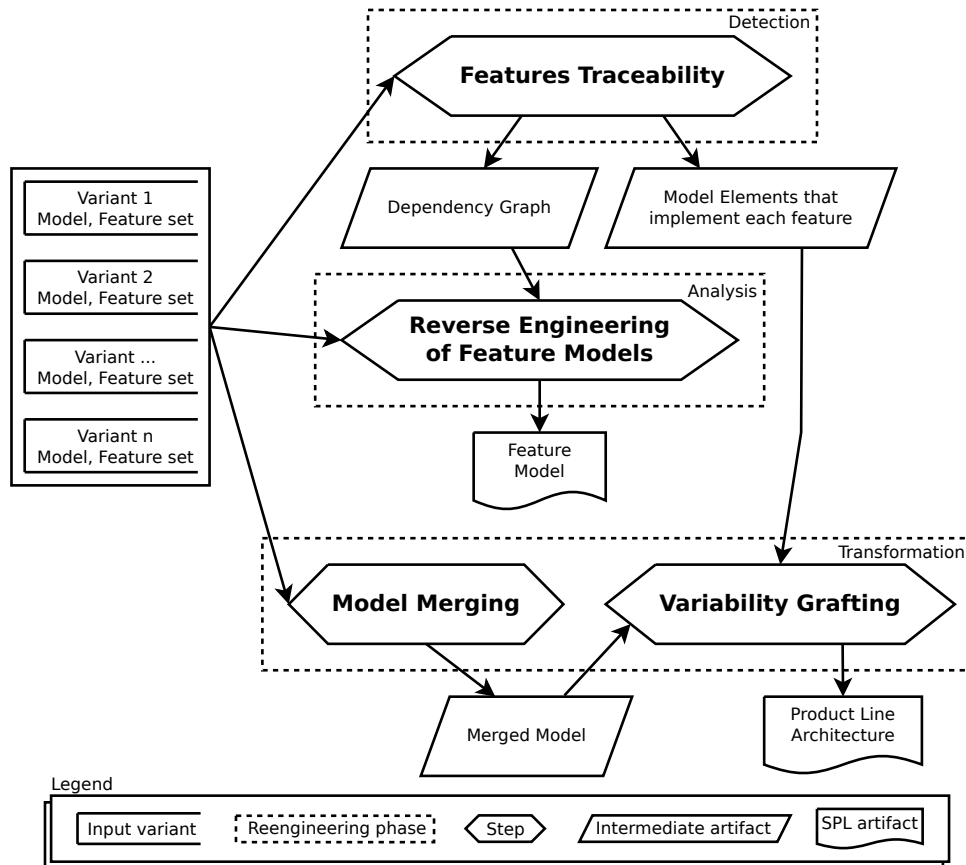 Detection
Features Traceability
Variant 1
Model, Feature set
Variant 2
Model, Feature set
Variant ...
Model, Feature set
Variant n
Model, Feature set
Dependency Graph
Model Elements that
implement each feature
Analysis
Reverse Engineering
of Feature Models
Feature
Model
Transformation
Model Merging
Variability Grafting
Merged Model
Product Line
Architecture
Legend
Input variant
Reengineering phase
Step
Intermediate artifact
SPL artifact